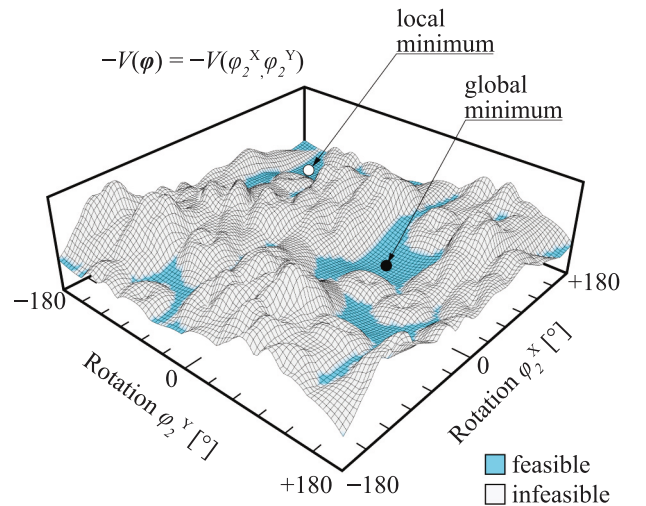 local
minimum
−V(φ) = −V(φ₂ˣ,φ₂ʸ)
global
minimum
−180
+180
0
0
Rotation φ₂ʸ [°]
Rotation φ₂ˣ [°]
+180
−180
feasible
infeasible